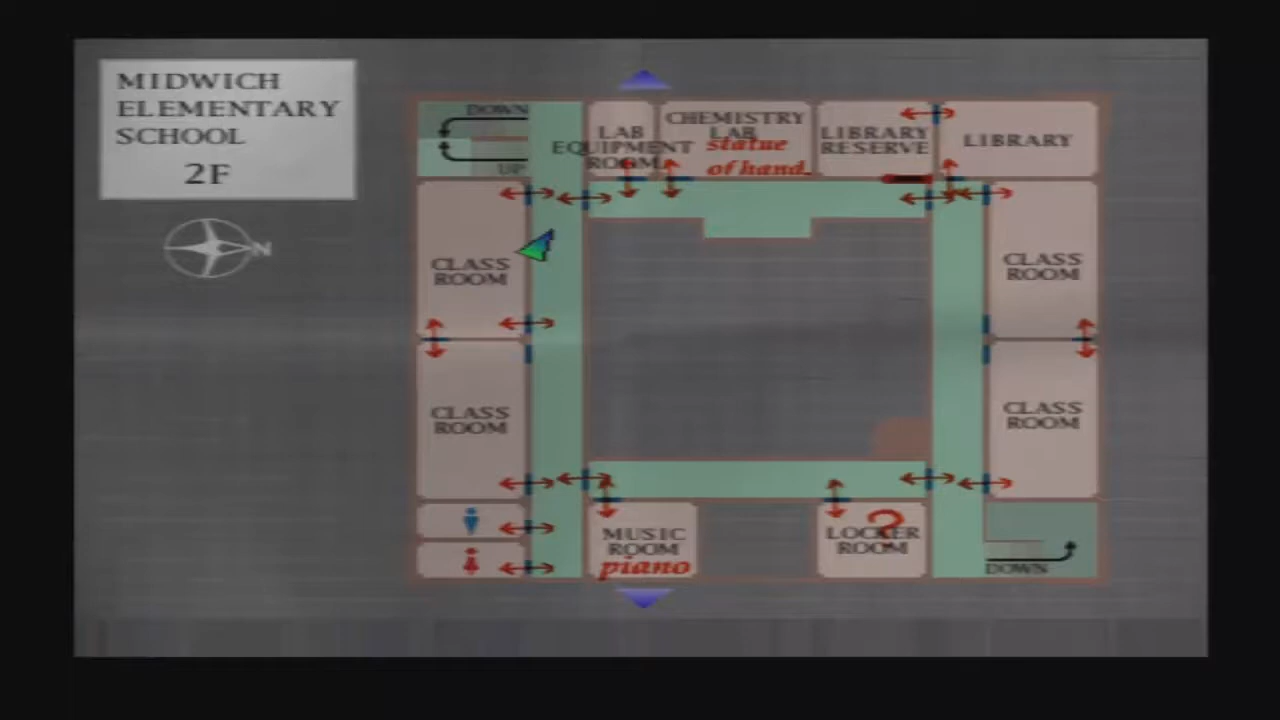 MIDWICH
ELEMENTARY
SCHOOL
2F
N
DOWN
UP
LAB
EQUIPMENT
ROOM
CHEMISTRY
LAB
statue
of hand.
LIBRARY
RESERVE
LIBRARY
CLASS
ROOM
CLASS
ROOM
CLASS
ROOM
CLASS
ROOM
MUSIC
ROOM
piano
LOCKER
ROOM
?
DOWN